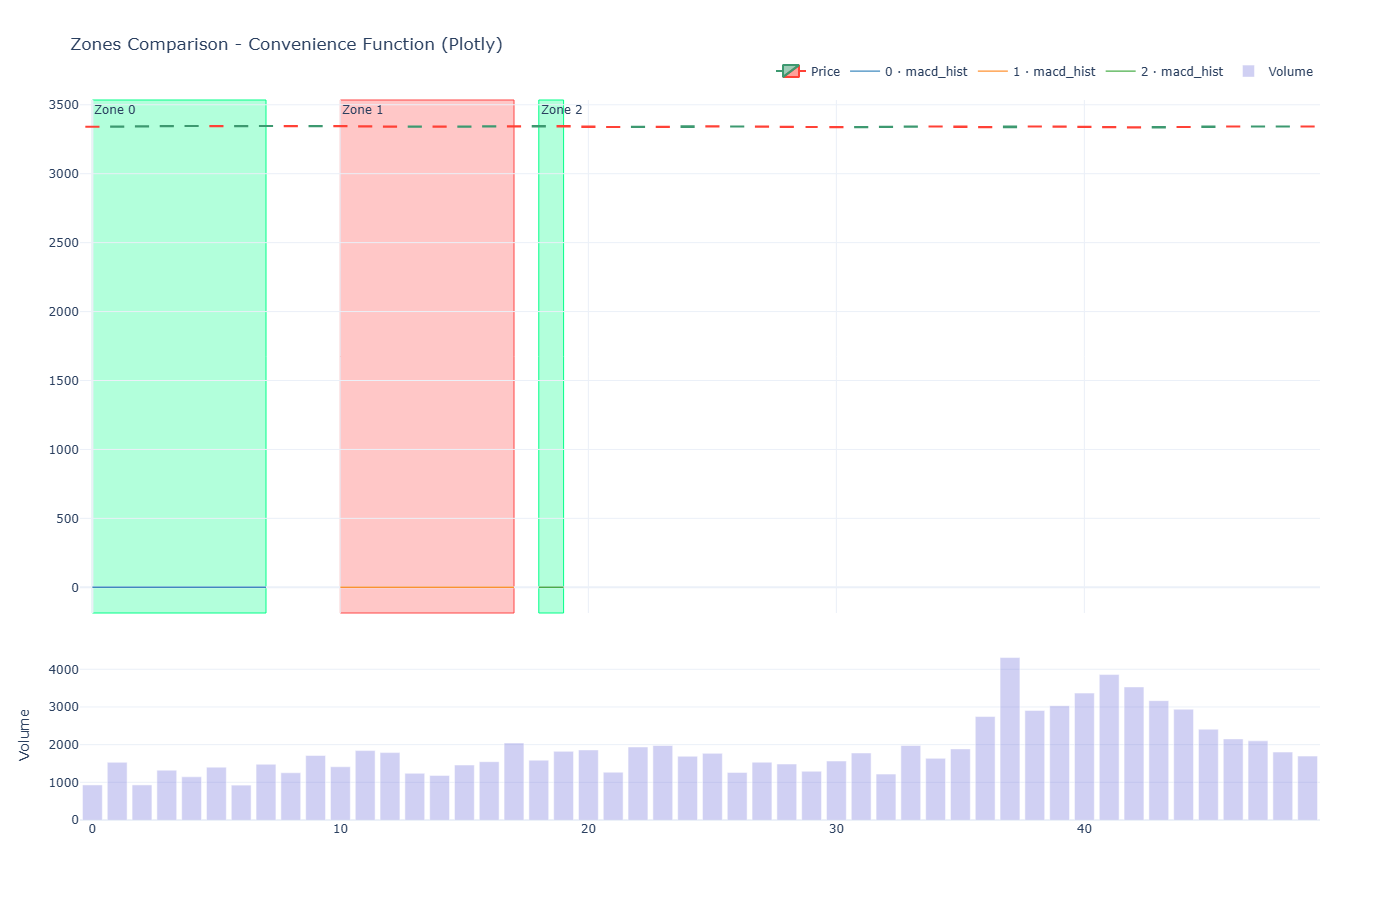 Zones Comparison - Convenience Function (Plotly)
Price 0 · macd_hist 1 · macd_hist 2 · macd_hist Volume
Zone 0 Zone 1 Zone 2
3500
3000
2500
2000
1500
1000
500
0
Volume
4000
3000
2000
1000
0
0 10 20 30 40